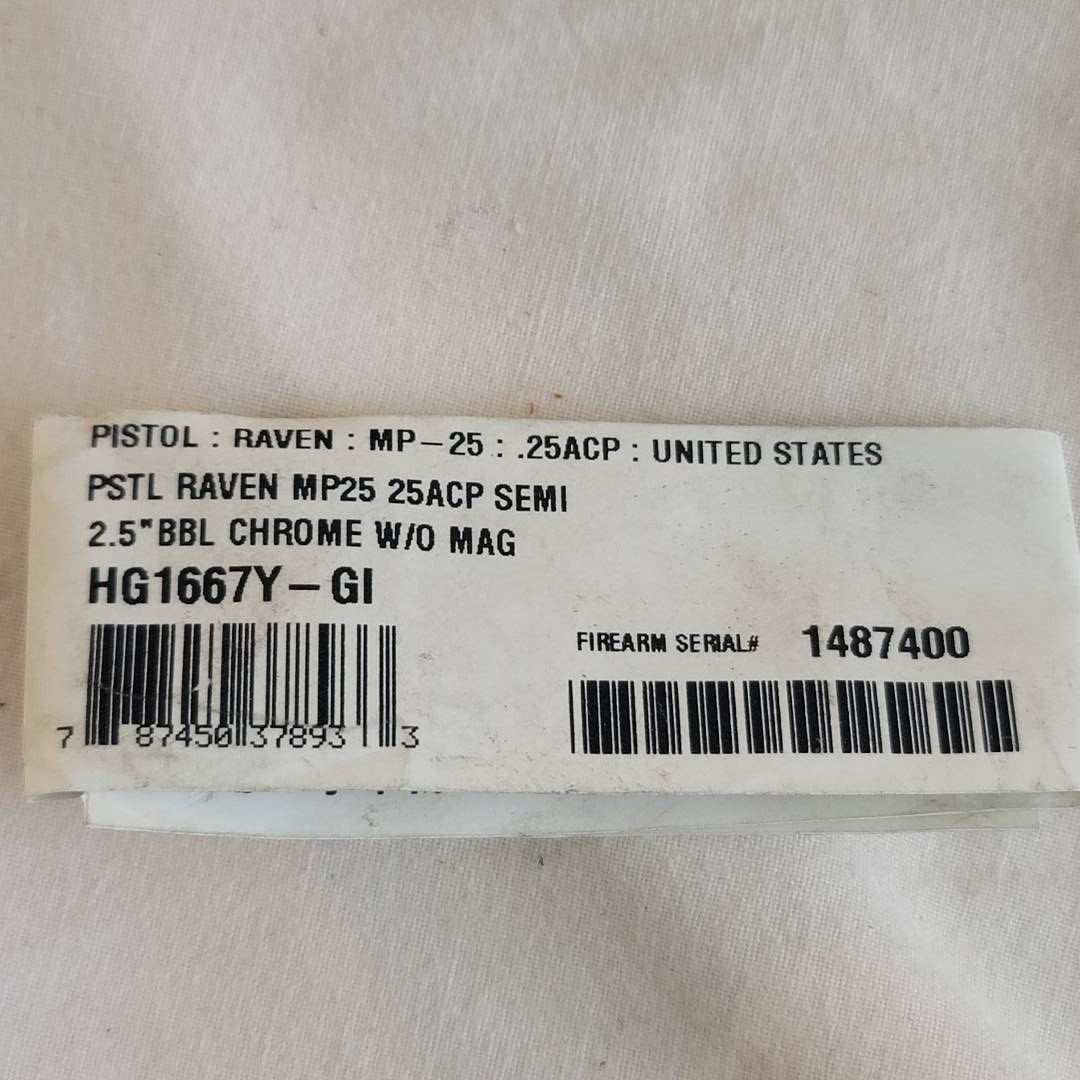 PISTOL : RAVEN : MP-25 : .25ACP : UNITED STATES
PSTL RAVEN MP25 25ACP SEMI
2.5"BBL CHROME W/O MAG
HG1667Y-GI
FIREARM SERIAL# 1487400
7 87450 37893 3